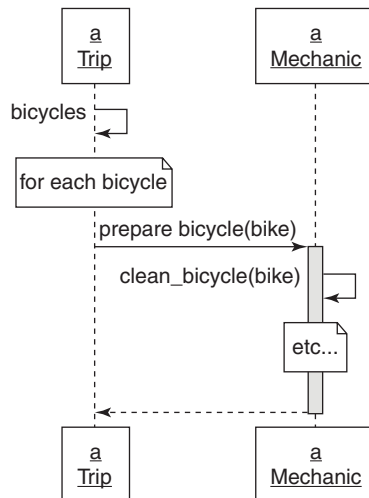 a
Trip
a
Mechanic
bicycles
for each bicycle
prepare bicycle(bike)
clean_bicycle(bike)
etc...
a
Trip
a
Mechanic